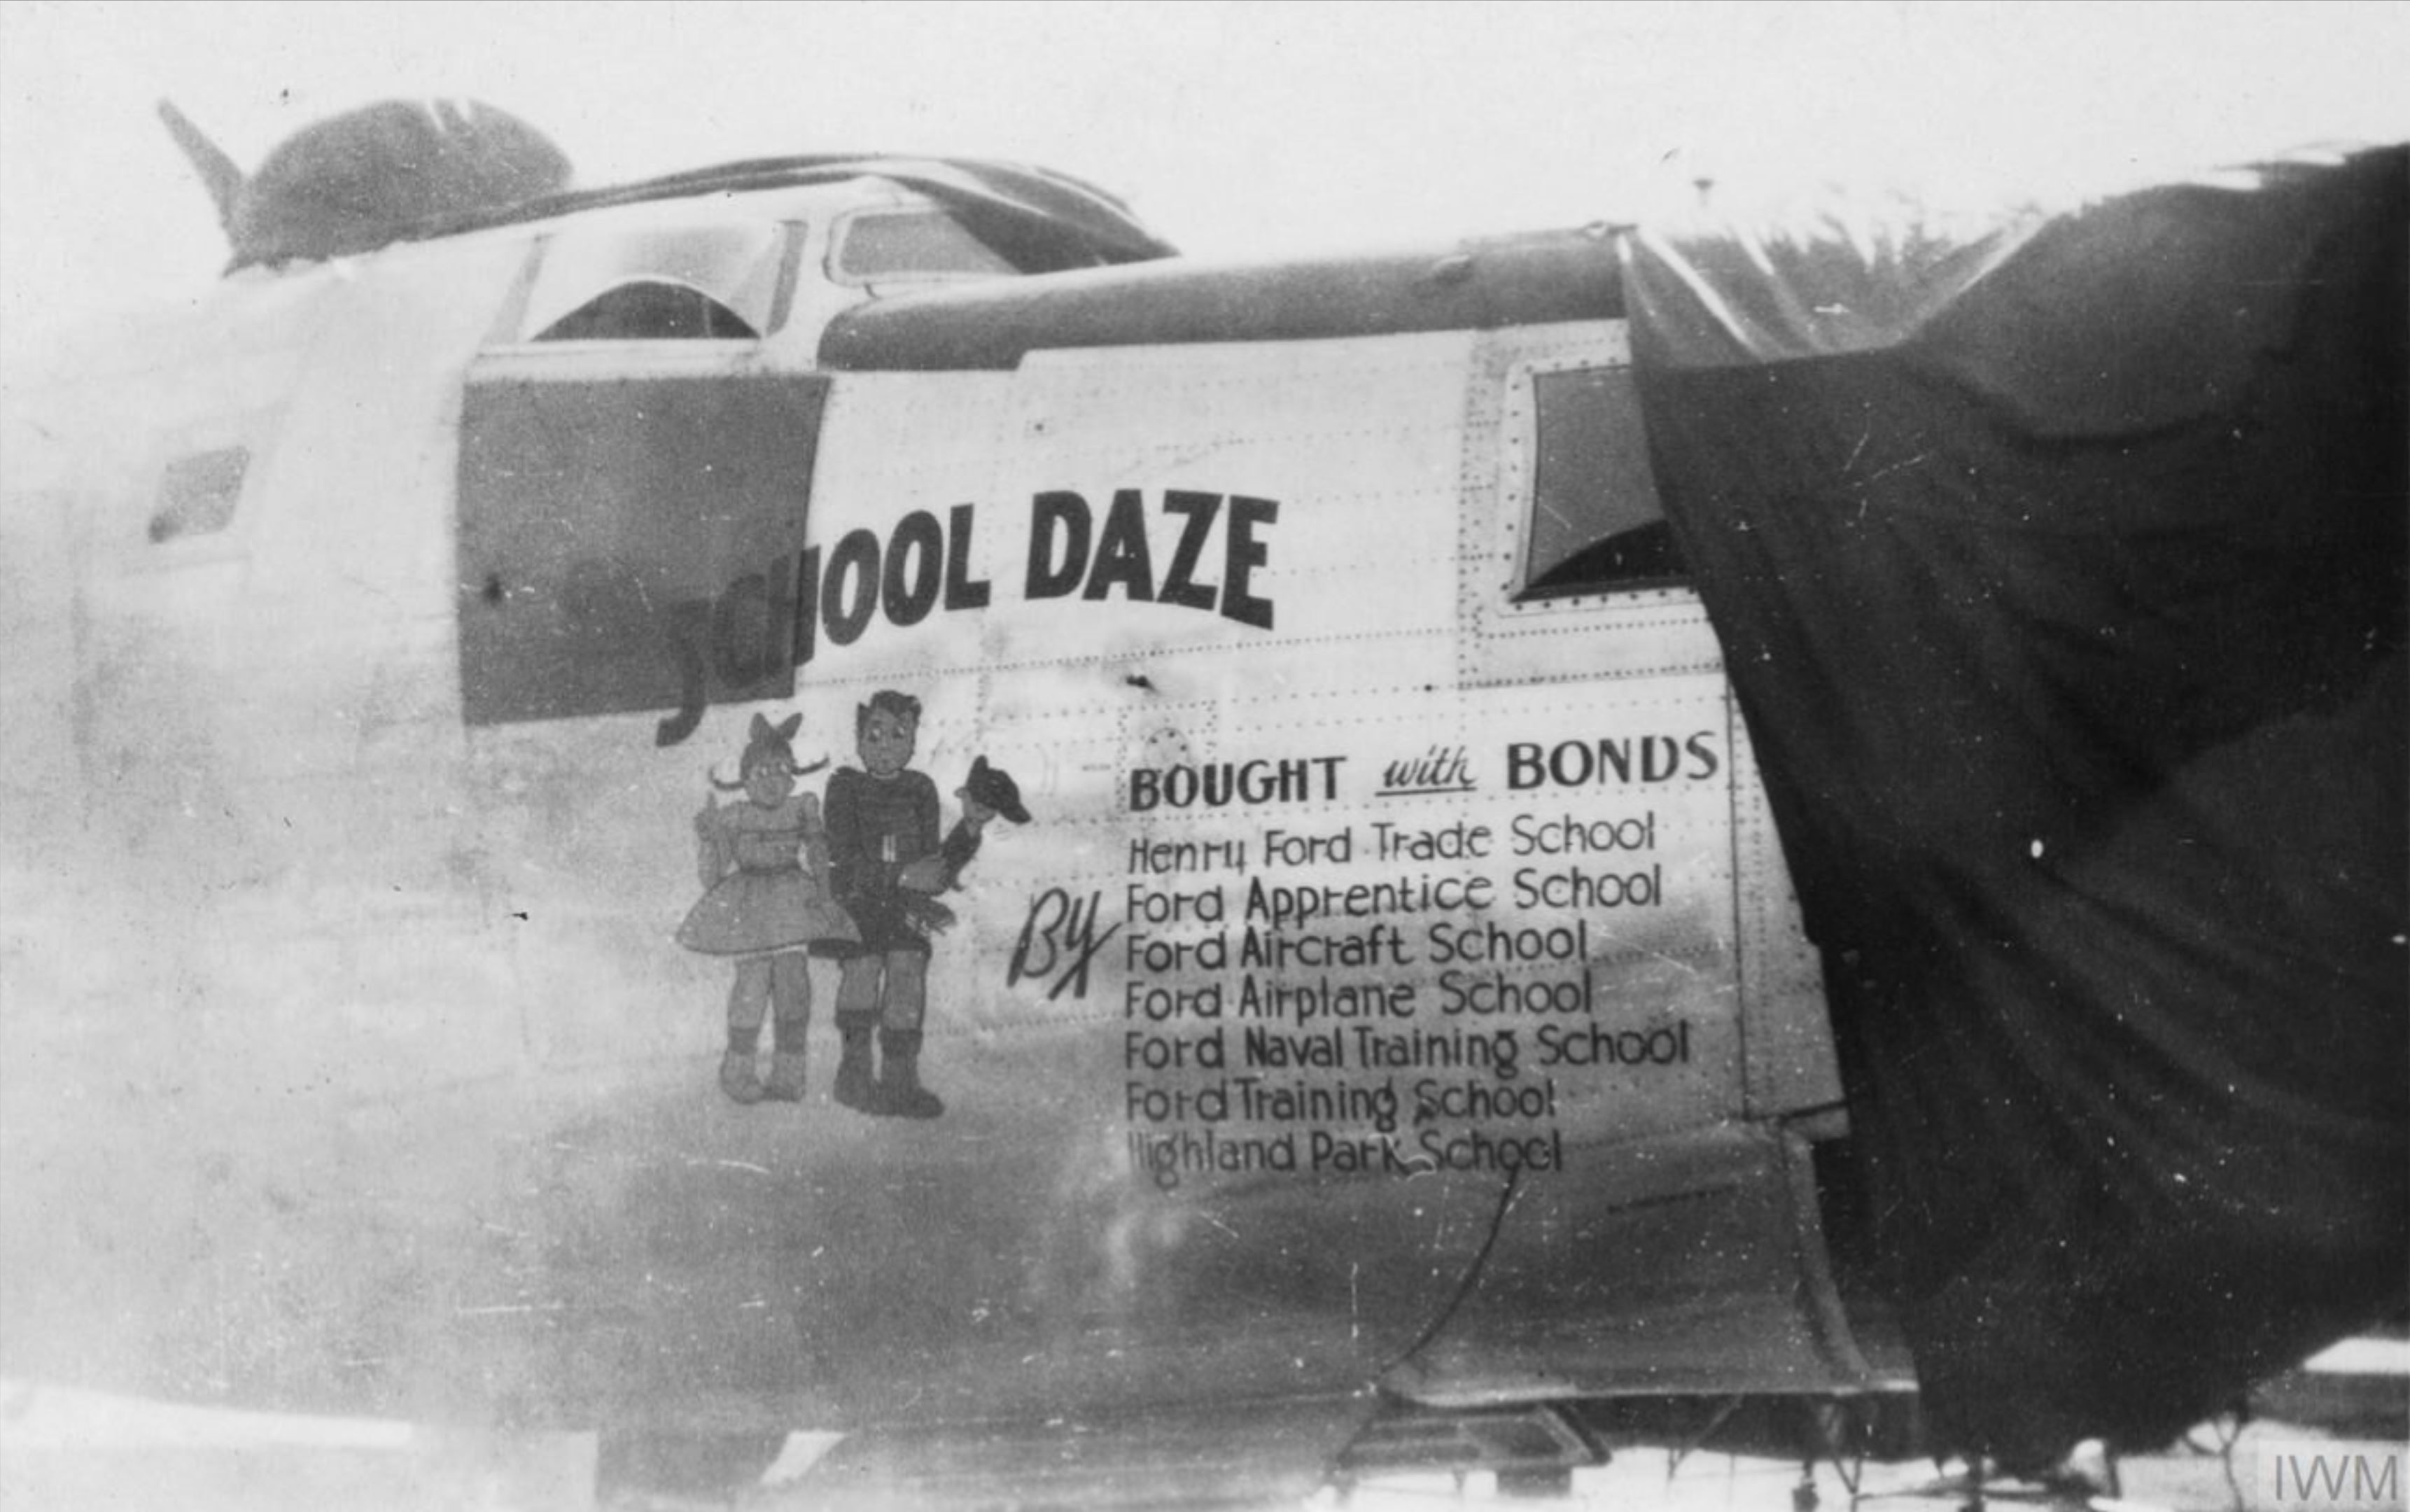 SCHOOL DAZE
BOUGHT with BONDS
By
Henry Ford Trade School
Ford Apprentice School
Ford Aircraft School
Ford Airplane School
Ford Naval Training School
Ford Training School
Highland Park School
IWM